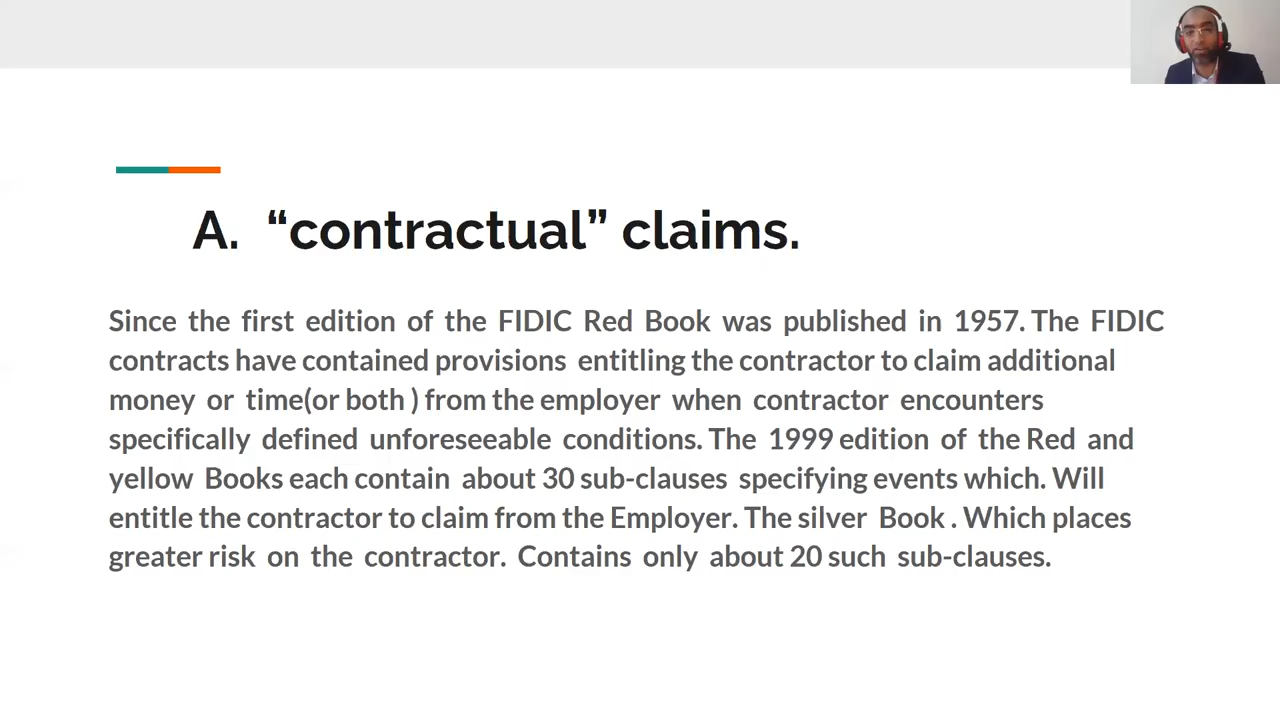 A. “contractual” claims.
Since the first edition of the FIDIC Red Book was published in 1957. The FIDIC
contracts have contained provisions entitling the contractor to claim additional
money or time(or both ) from the employer when contractor encounters
specifically defined unforeseeable conditions. The 1999 edition of the Red and
yellow Books each contain about 30 sub-clauses specifying events which. Will
entitle the contractor to claim from the Employer. The silver Book . Which places
greater risk on the contractor. Contains only about 20 such sub-clauses.